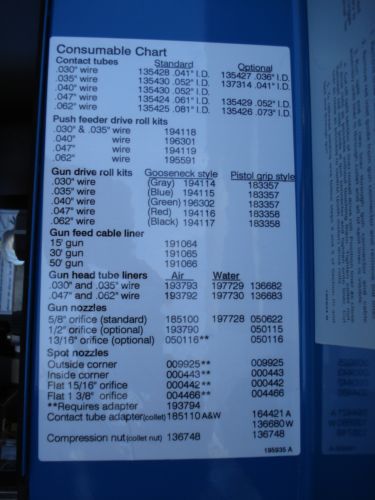 Consumable Chart
Contact tubes Standard Optional
.030" wire 135428 .041" I.D. 135427 .036" I.D.
.035" wire 135430 .052" I.D. 137314 .041" I.D.
.040" wire 135430 .052" I.D.
.047" wire 135424 .061" I.D. 135429 .052" I.D.
.062" wire 135425 .081" I.D. 135426 .073" I.D.
Push feeder drive roll kits
.030" & .035" wire 194118
.040" wire 196301
.047" wire 194119
.062" wire 195591
Gun drive roll kits Gooseneck style Pistol grip style
.030" wire (Gray) 194114 183357
.035" wire (Blue) 194115 183357
.040" wire (Green) 196302 183357
.047" wire (Red) 194116 183358
.062" wire (Black) 194117 183358
Gun feed cable liner
15' gun 191064
30' gun 191065
50' gun 191066
Gun head tube liners Air Water
.030" and .035" wire 193793 197729 136682
.047" and .062" wire 193792 197730 136683
Gun nozzles
5/8" orifice (standard) 185100 197728 050622
1/2" orifice (optional) 193790 050115
13/16" orifice (optional) 050116** 050116
Spot nozzles
Outside corner 009925** 009925
Inside corner 000443** 000443
Flat 15/16" orifice 000442** 000442
Flat 1 3/8" orifice 004466** 004466
**Requires adapter 193794
Contact tube adapter(collet) 185110 A&W 164421 A
136680 W
Compression nut(collet nut) 136748 136748
195935 A